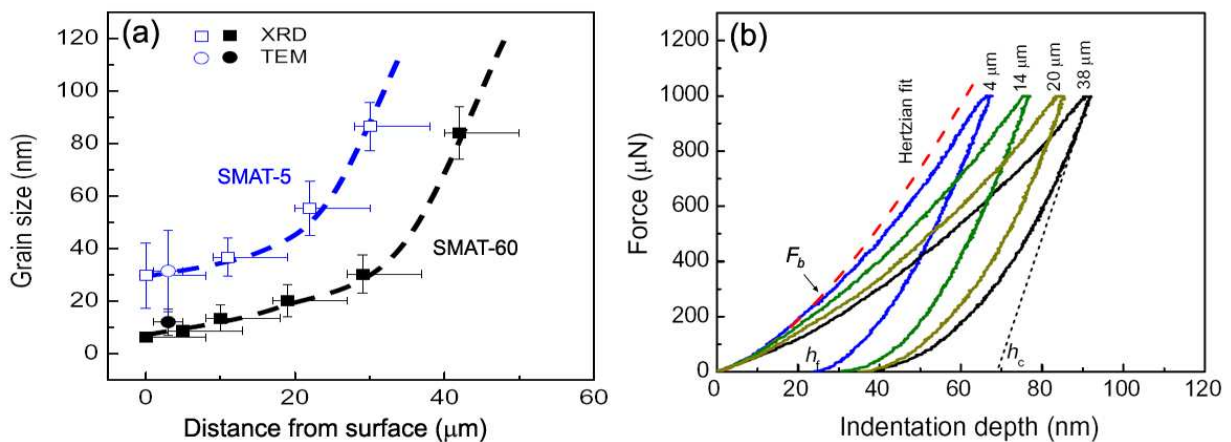 (a)
XRD
TEM
SMAT-5
SMAT-60
Grain size (nm)
120
100
80
60
40
20
0
0
20
40
60
Distance from surface (μm)
(b)
Hertzian fit
4 μm
14 μm
20 μm
38 μm
F_b
h_f
h_c
Force (μN)
1200
1000
800
600
400
200
0
0
20
40
60
80
100
120
Indentation depth (nm)